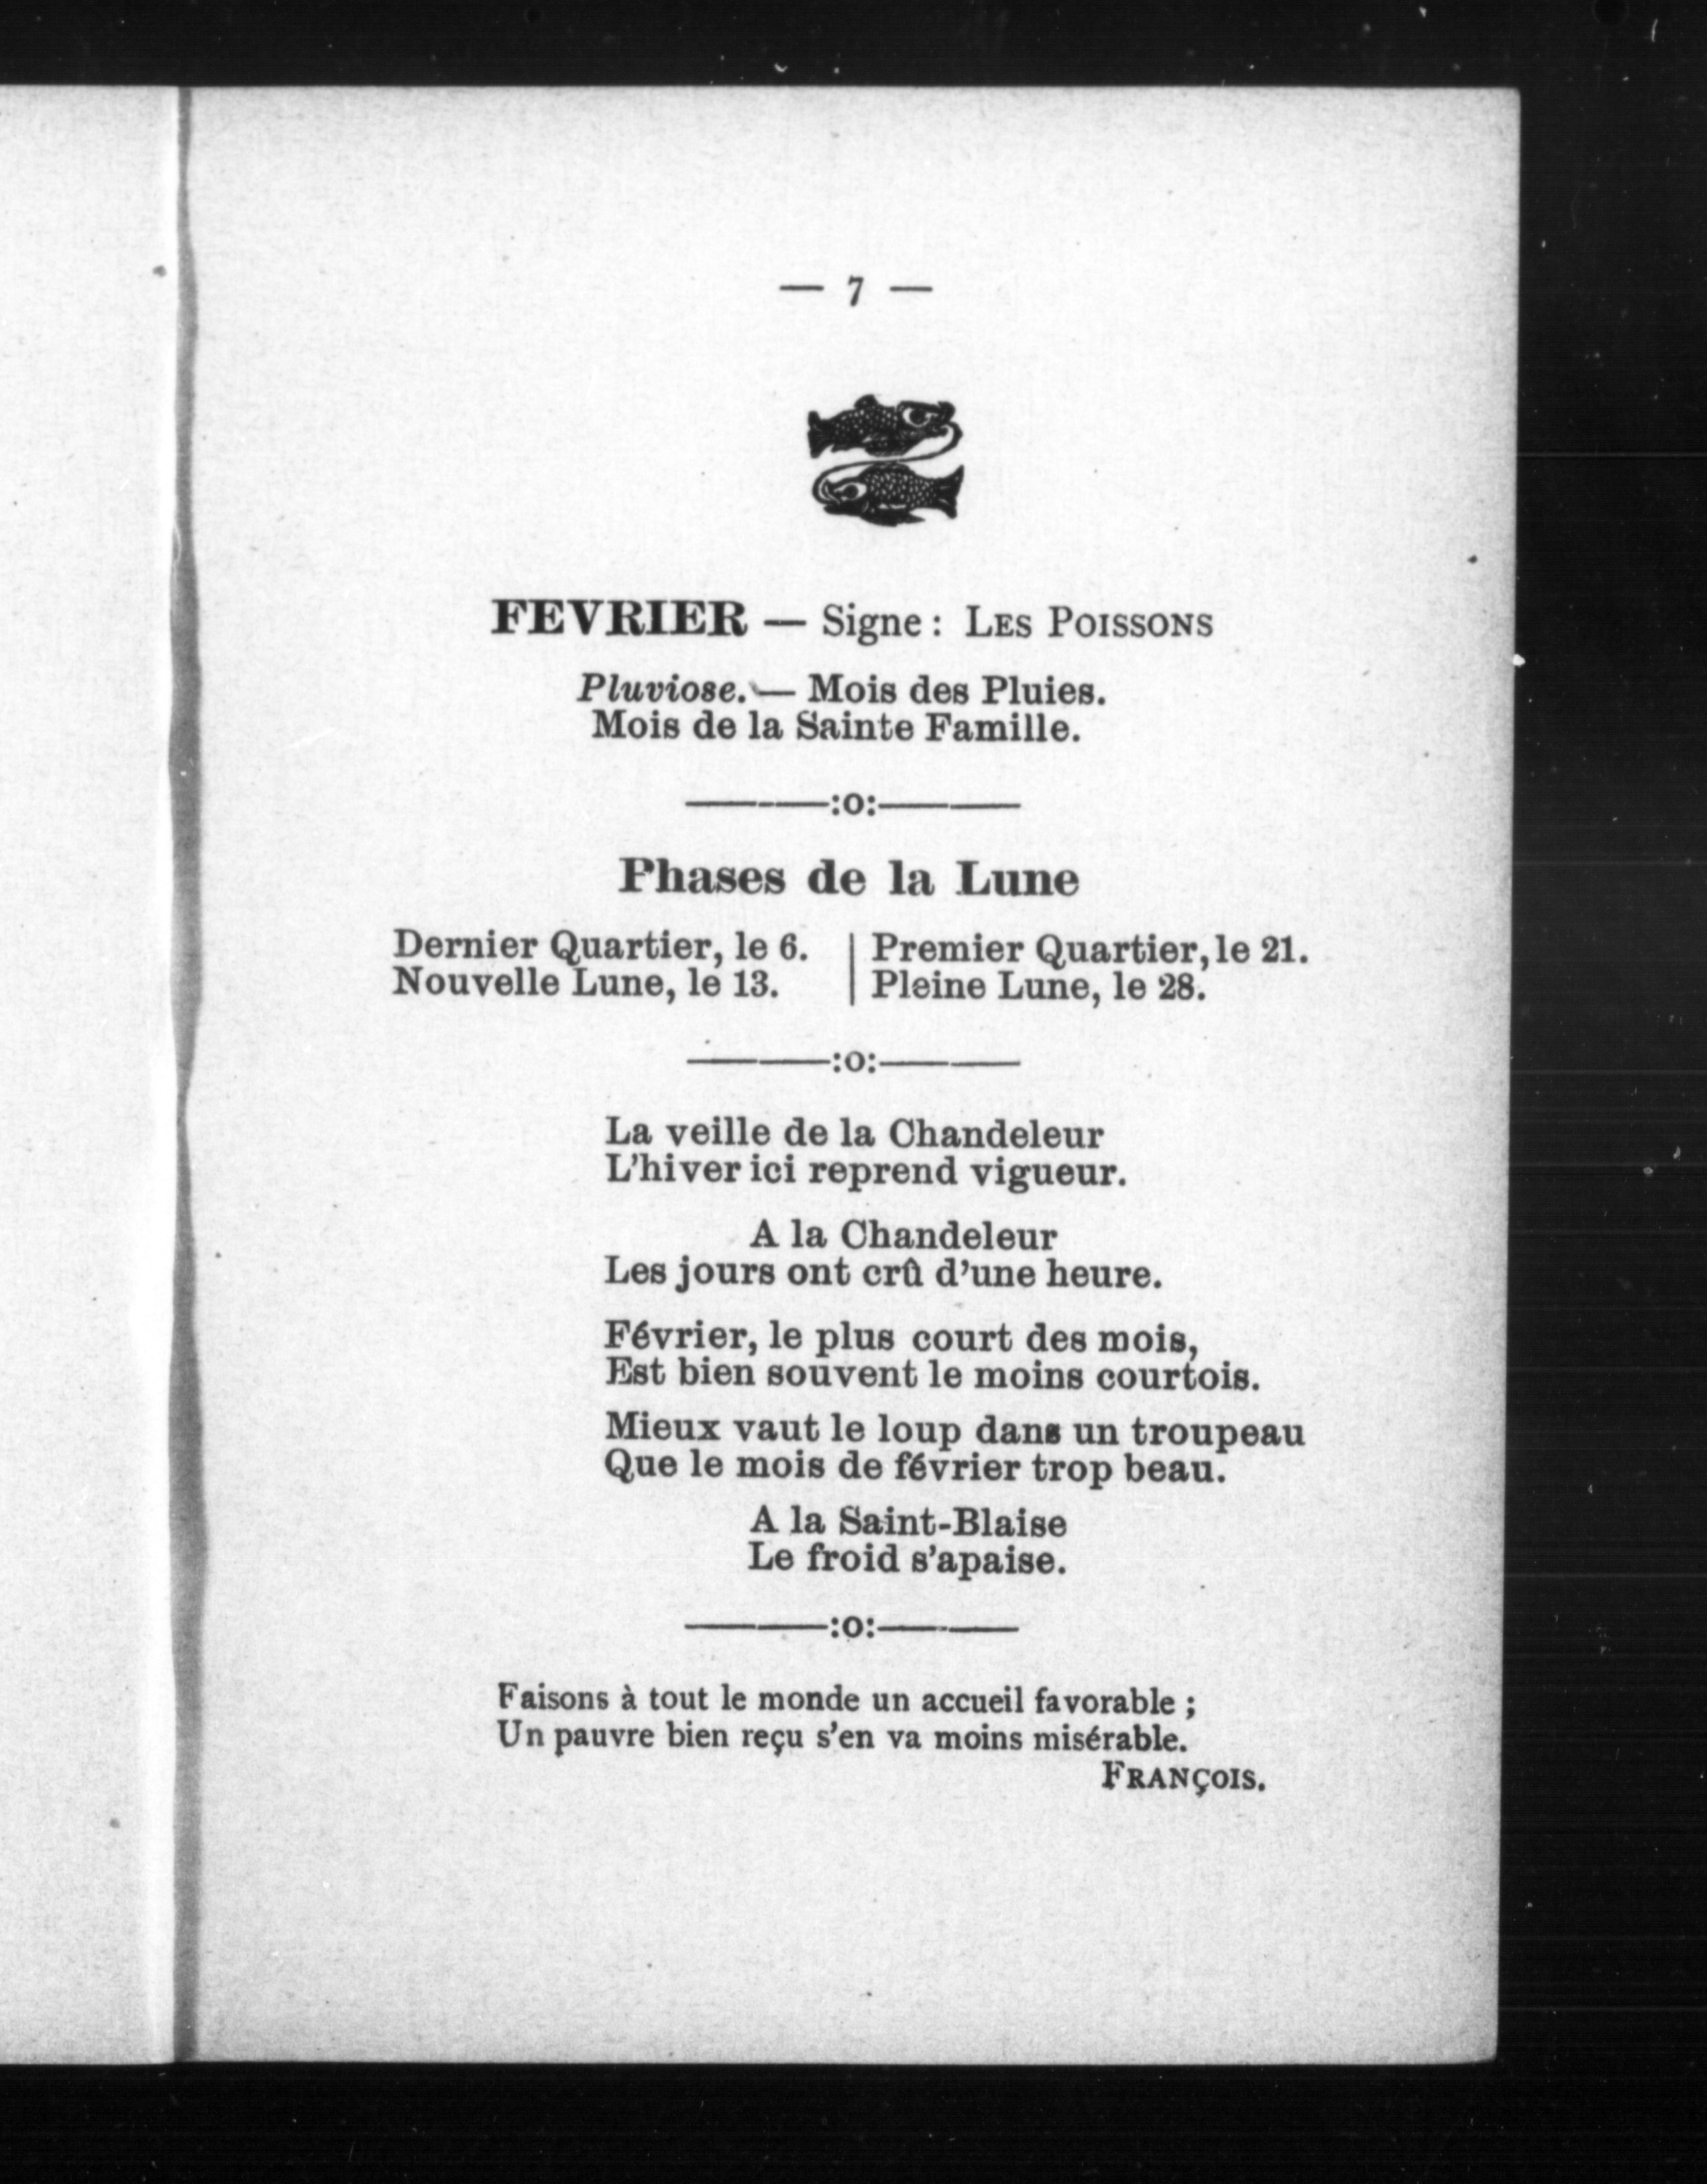 — 7 —
FEVRIER — Signe : LES POISSONS
Pluviose. — Mois des Pluies.
Mois de la Sainte Famille.
————:o:————
Phases de la Lune
Dernier Quartier, le 6. | Premier Quartier, le 21.
Nouvelle Lune, le 13. | Pleine Lune, le 28.
————:o:————
La veille de la Chandeleur
L'hiver ici reprend vigueur.
A la Chandeleur
Les jours ont crû d'une heure.
Février, le plus court des mois,
Est bien souvent le moins courtois.
Mieux vaut le loup dans un troupeau
Que le mois de février trop beau.
A la Saint-Blaise
Le froid s'apaise.
————:o:————
Faisons à tout le monde un accueil favorable ;
Un pauvre bien reçu s'en va moins misérable.
FRANÇOIS.